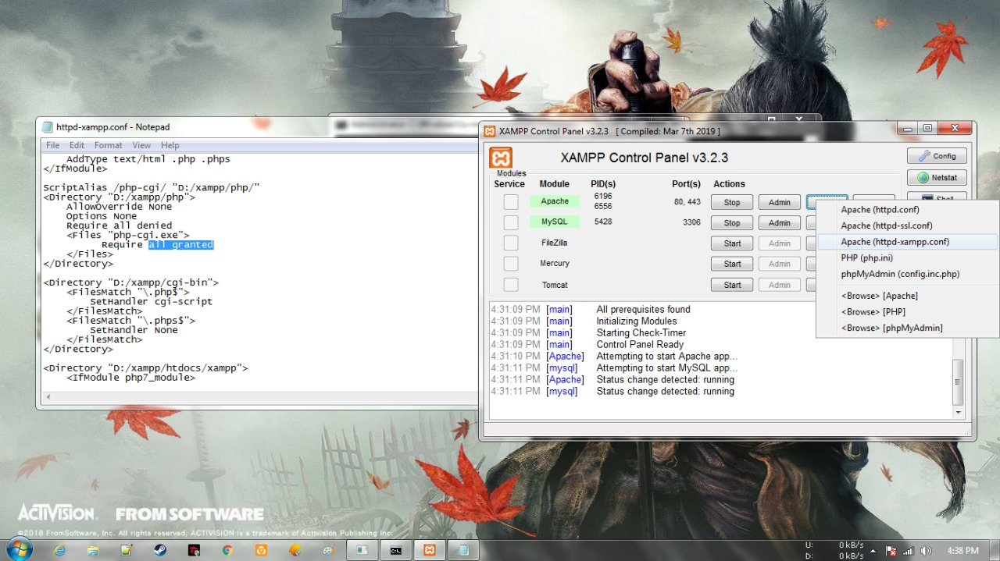 httpd-xampp.conf - Notepad
File Edit Format View Help
AddType text/html .php .phps
</IfModule>
ScriptAlias /php-cgi/ "D:/xampp/php/"
<Directory "D:/xampp/php">
AllowOverride None
Options None
Require all denied
<Files "php-cgi.exe">
Require all granted
</Files>
</Directory>
<Directory "D:/xampp/cgi-bin">
<FilesMatch "\.php$">
SetHandler cgi-script
</FilesMatch>
<FilesMatch "\.phps$">
SetHandler None
</FilesMatch>
</Directory>
<Directory "D:/xampp/htdocs/xampp">
<IfModule php7_module>
XAMPP Control Panel v3.2.3 [ Compiled: Mar 7th 2019 ]
XAMPP Control Panel v3.2.3
Config
Netstat
Shell
Modules
Service Module PID(s) Port(s) Actions
Apache 6196 6556 80, 443 Stop Admin
MySQL 5428 3306 Stop Admin
FileZilla Start Admin
Mercury Start Admin
Tomcat Start Admin
Apache (httpd.conf)
Apache (httpd-ssl.conf)
Apache (httpd-xampp.conf)
PHP (php.ini)
phpMyAdmin (config.inc.php)
<Browse> [Apache]
<Browse> [PHP]
<Browse> [phpMyAdmin]
4:31:09 PM [main] All prerequisites found
4:31:09 PM [main] Initializing Modules
4:31:09 PM [main] Starting Check-Timer
4:31:09 PM [main] Control Panel Ready
4:31:10 PM [Apache] Attempting to start Apache app...
4:31:11 PM [mysql] Attempting to start MySQL app...
4:31:11 PM [Apache] Status change detected: running
4:31:11 PM [mysql] Status change detected: running
ACTIVISION. FROMSOFTWARE
©2018 FromSoftware, Inc. All rights reserved. ACTIVISION is a trademark of Activision Publishing Inc.
U: 0 kB/s
D: 0 kB/s
4:38 PM